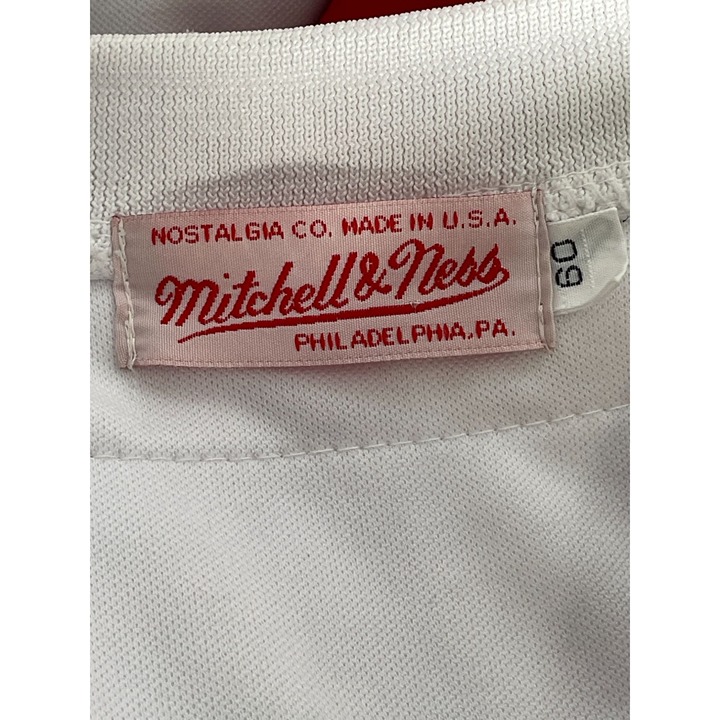 NOSTALGIA CO. MADE IN U.S.A.
Mitchell & Ness
PHILADELPHIA, PA.
60